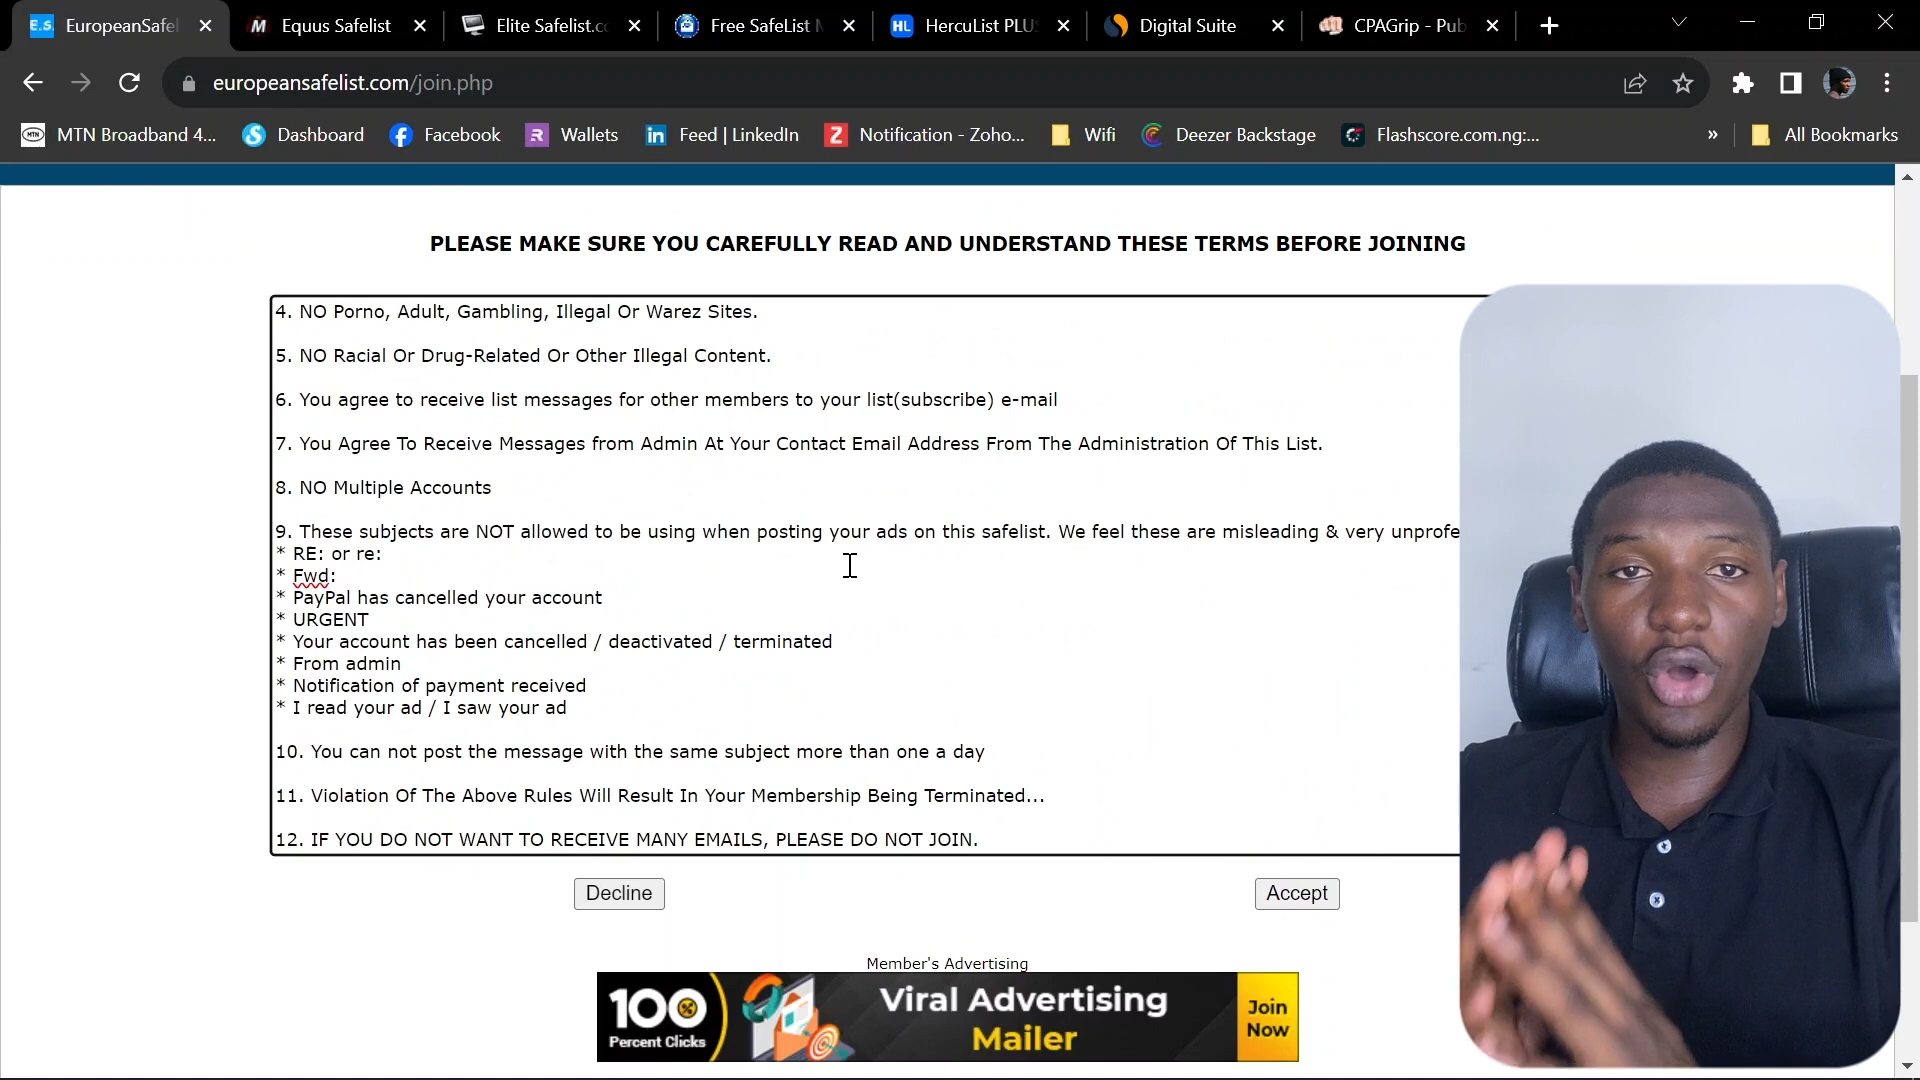 E.S. EuropeanSafel
Equus Safelist
Elite Safelist.co
Free SafeList M
HL HercuList PLU
Digital Suite
CPAGrip - Pub
europeansafelist.com/join.php
MTN MTN Broadband 4...
Dashboard
Facebook
Wallets
in Feed | LinkedIn
Z Notification - Zoho...
Wifi
Deezer Backstage
Flashscore.com.ng:...
»
All Bookmarks
PLEASE MAKE SURE YOU CAREFULLY READ AND UNDERSTAND THESE TERMS BEFORE JOINING
4. NO Porno, Adult, Gambling, Illegal Or Warez Sites.
5. NO Racial Or Drug-Related Or Other Illegal Content.
6. You agree to receive list messages for other members to your list(subscribe) e-mail
7. You Agree To Receive Messages from Admin At Your Contact Email Address From The Administration Of This List.
8. NO Multiple Accounts
9. These subjects are NOT allowed to be using when posting your ads on this safelist. We feel these are misleading & very unprofe
* RE: or re:
* Fwd:
* PayPal has cancelled your account
* URGENT
* Your account has been cancelled / deactivated / terminated
* From admin
* Notification of payment received
* I read your ad / I saw your ad
10. You can not post the message with the same subject more than one a day
11. Violation Of The Above Rules Will Result In Your Membership Being Terminated...
12. IF YOU DO NOT WANT TO RECEIVE MANY EMAILS, PLEASE DO NOT JOIN.
Decline
Accept
Member's Advertising
100
Percent Clicks
Viral Advertising
Mailer
Join
Now